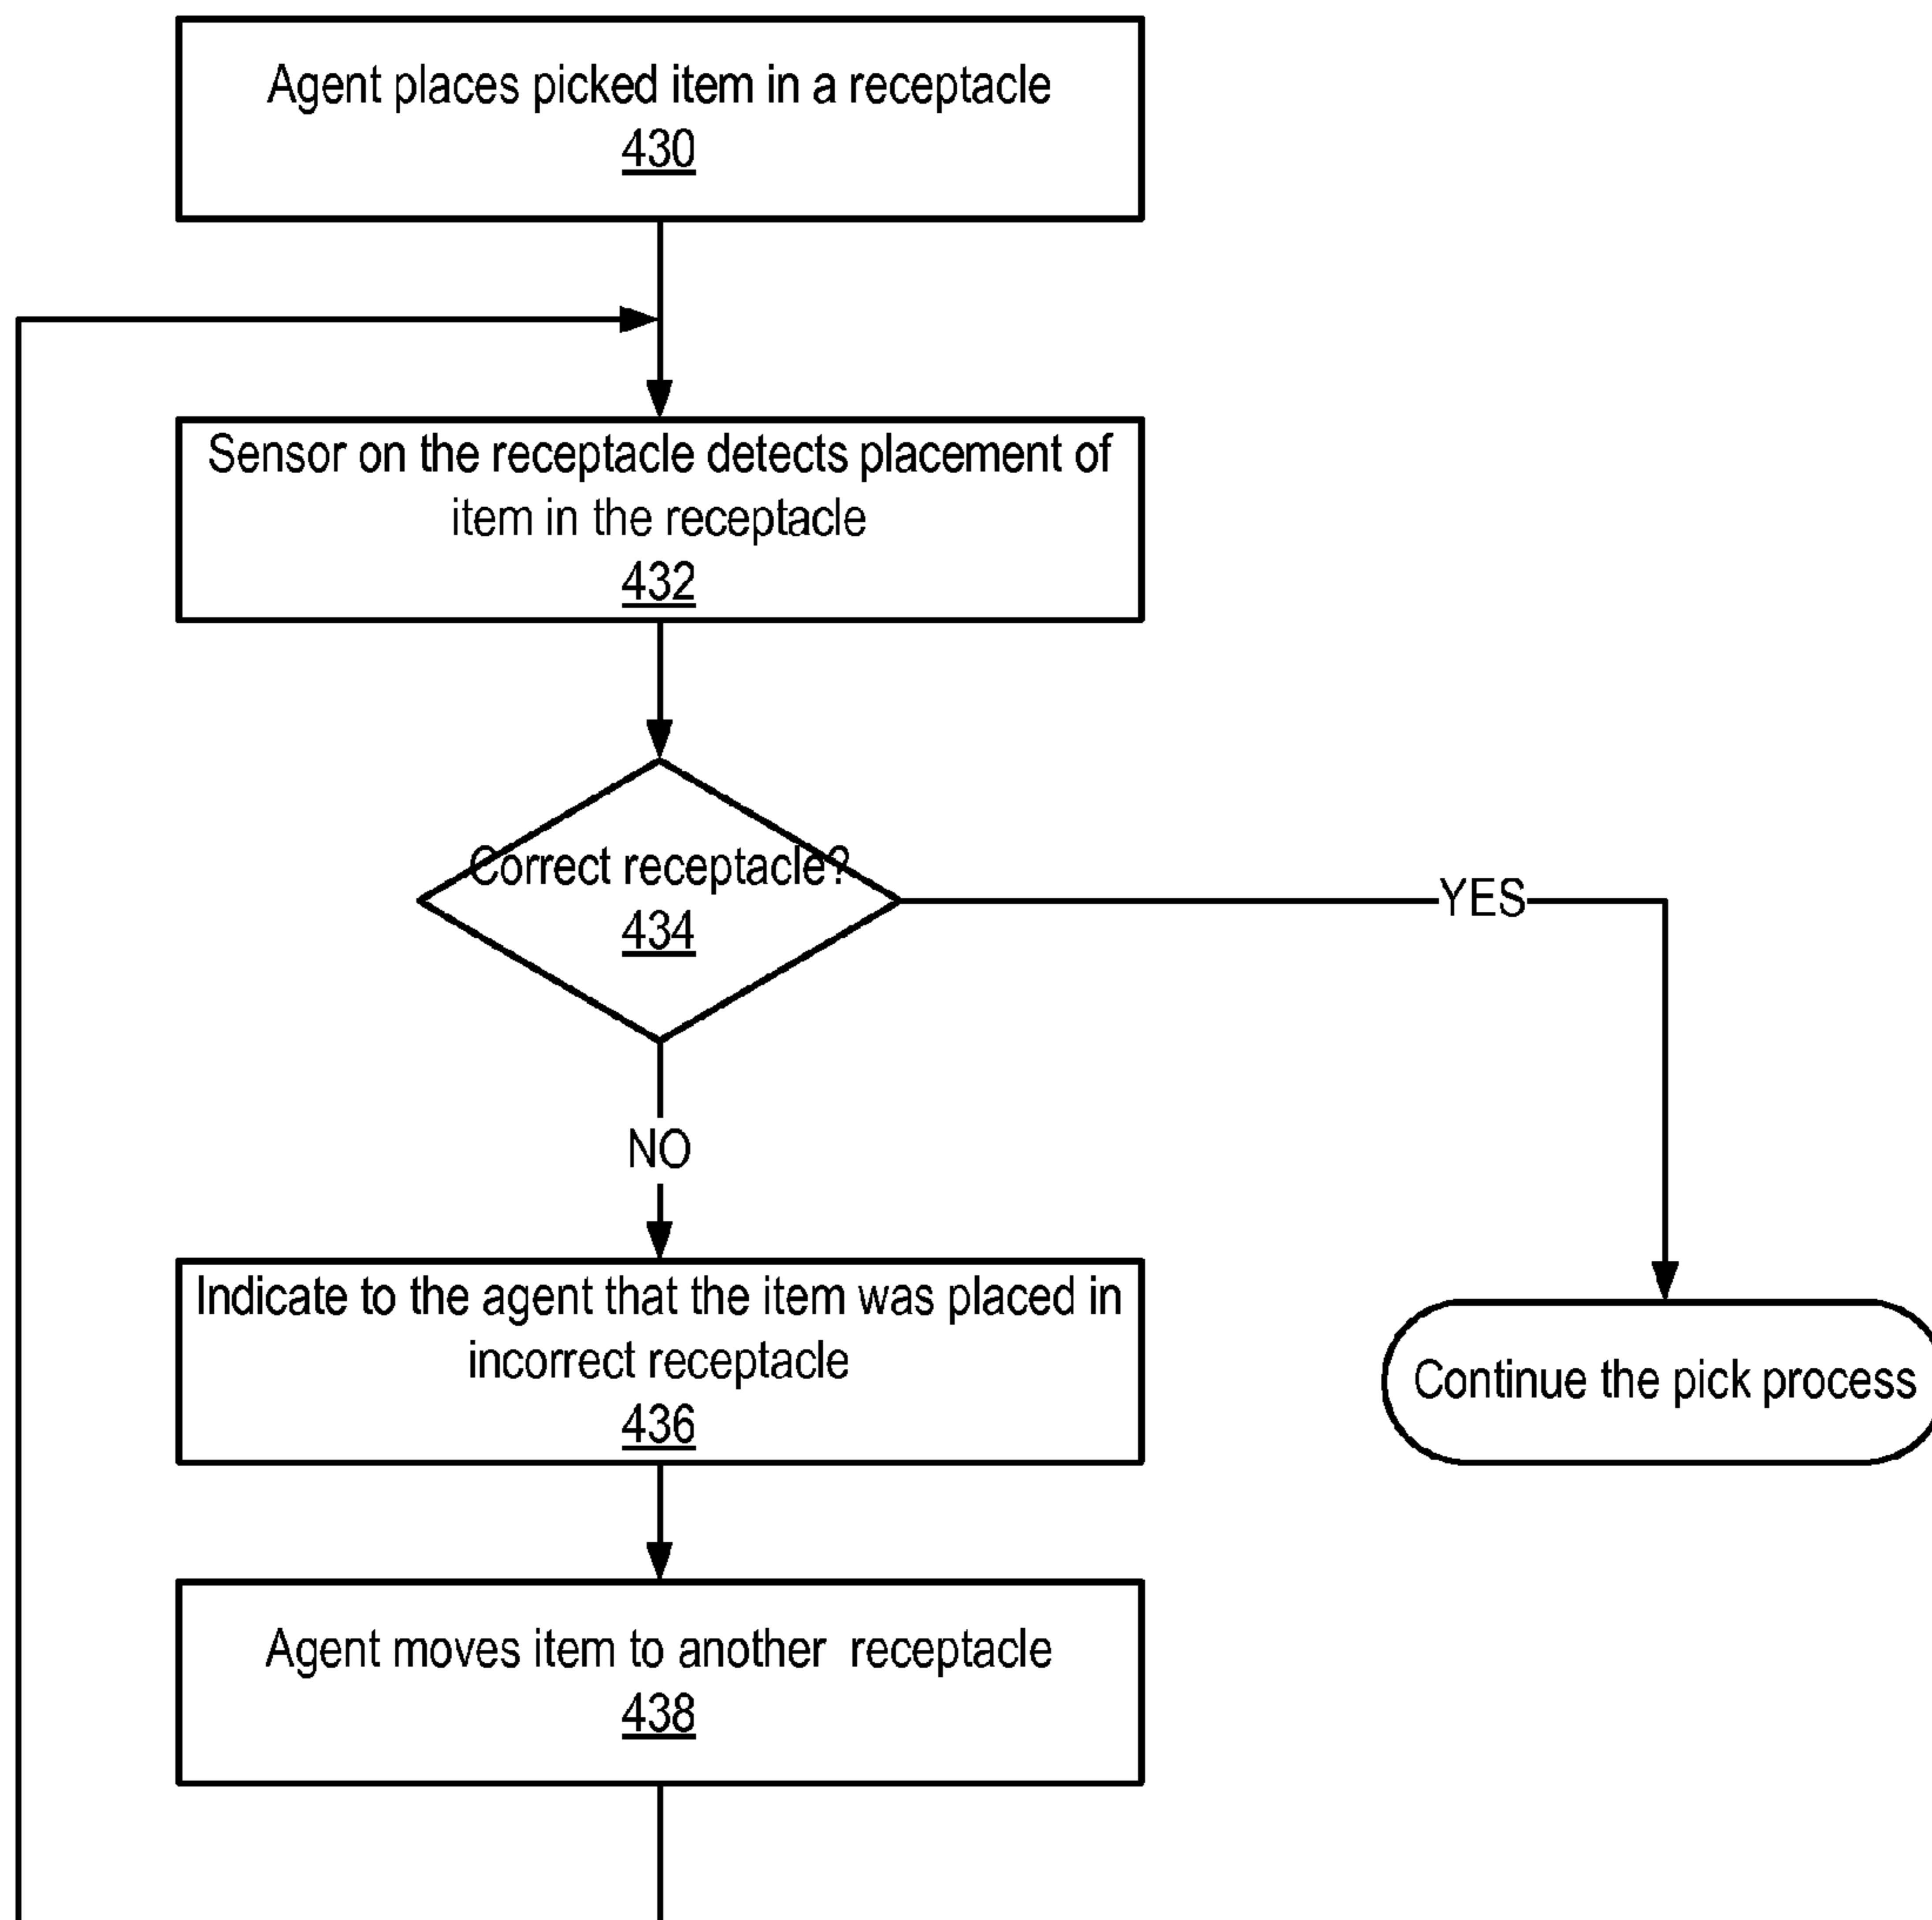 Agent places picked item in a receptacle
430
Sensor on the receptacle detects placement of
item in the receptacle
432
Correct receptacle?
434
YES
NO
Indicate to the agent that the item was placed in
incorrect receptacle
436
Continue the pick process
Agent moves item to another receptacle
438